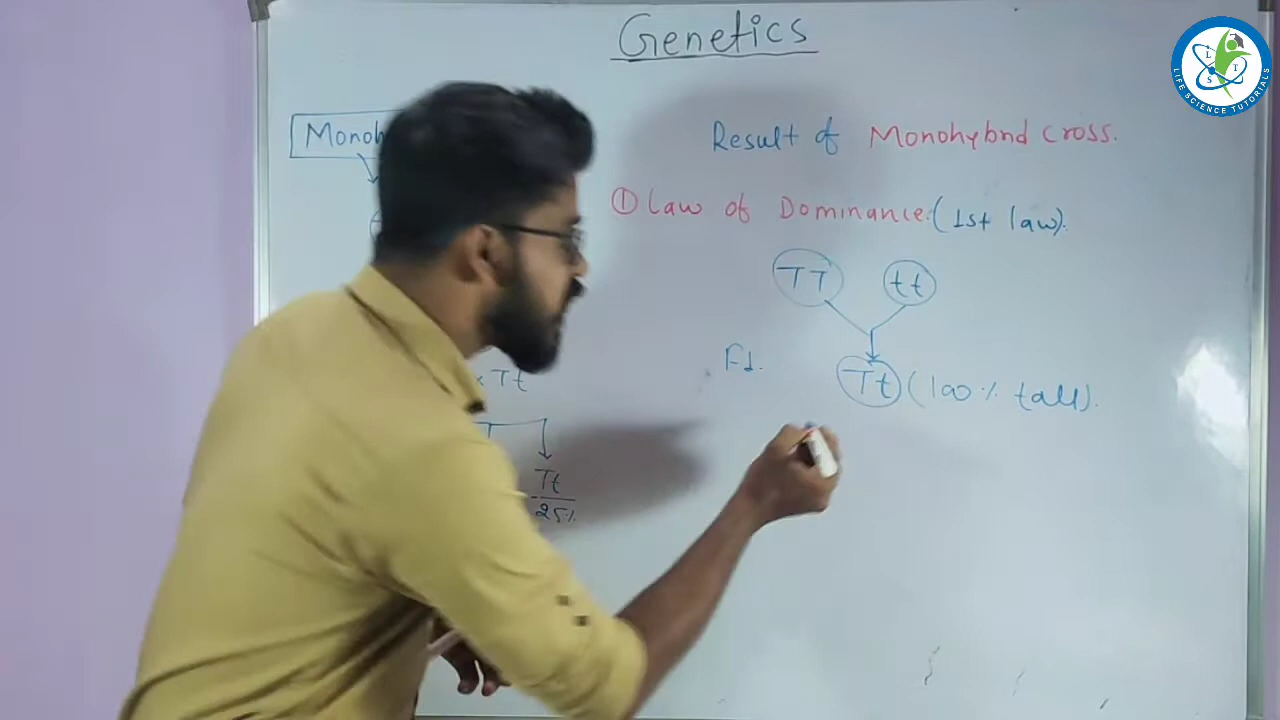 Genetics
Monoh
Result of Monohybrid cross.
① Law of Dominance: (1st law).
TT tt
F1.
Tt (100% tall).
x Tt
Tt
25%
LIFE SCIENCE TUTORIALS
L T S